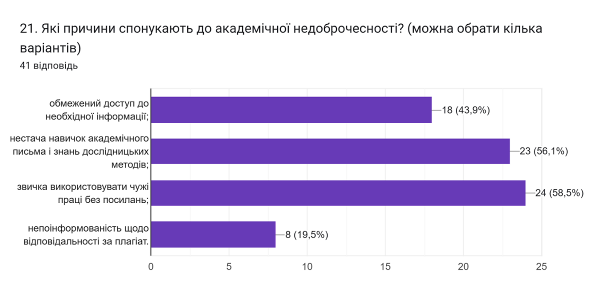 21. Які причини спонукають до академічної недоброчесності? (можна обрати кілька
варіантів)
41 відповідь
обмежений доступ до
необхідної інформації;
18 (43,9%)
нестача навичок академічного
письма і знань дослідницьких
методів;
23 (56,1%)
звичка використовувати чужі
праці без посилань;
24 (58,5%)
непоінформованість щодо
відповідальності за плагіат.
8 (19,5%)
0 5 10 15 20 25